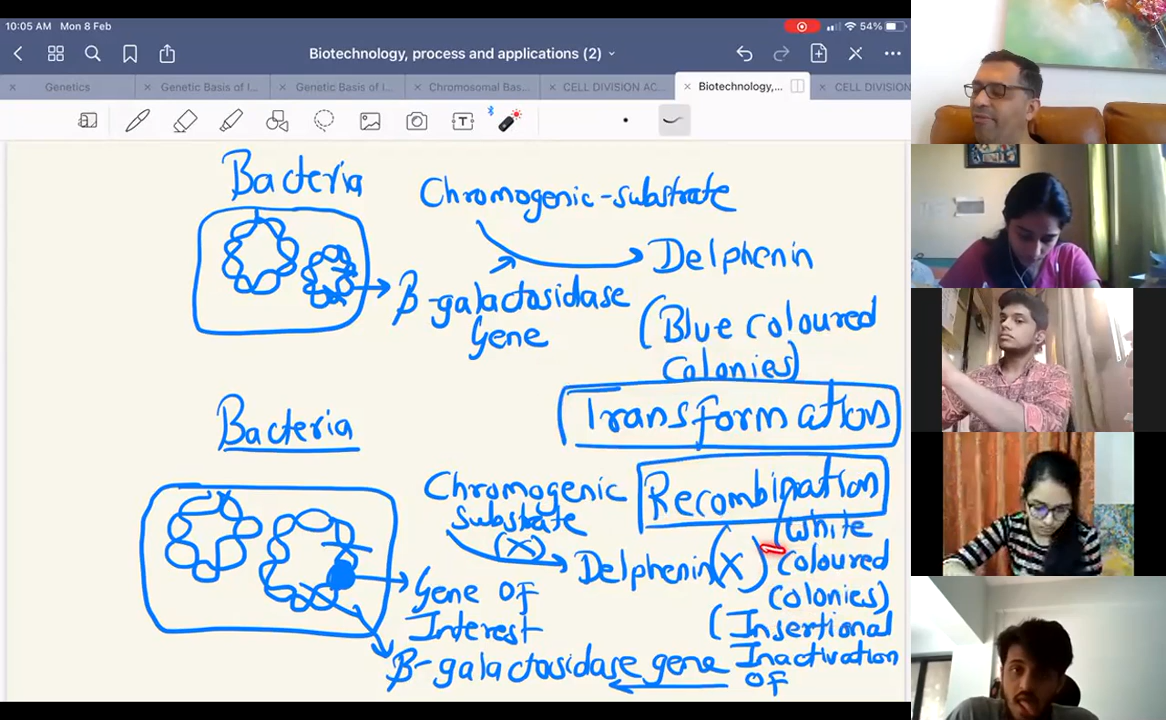 10:05 AM Mon 8 Feb
54%
Biotechnology, process and applications (2)
Genetics
Genetic Basis of I...
Genetic Basis of I...
Chromosomal Bas...
CELL DIVISION AC...
Biotechnology,...
CELL DIVISION
T
Bacteria
Chromogenic-substrate
Delphenin
β-galactosidase
Gene
(Blue coloured
Colonies)
Transformation
Bacteria
Recombination
Chromogenic
Substrate
(X)
Delphenin(X)
(White
coloured
Colonies)
Gene OF
Interest
(Insertional
Inactivation
OF
β-galactosidase gene